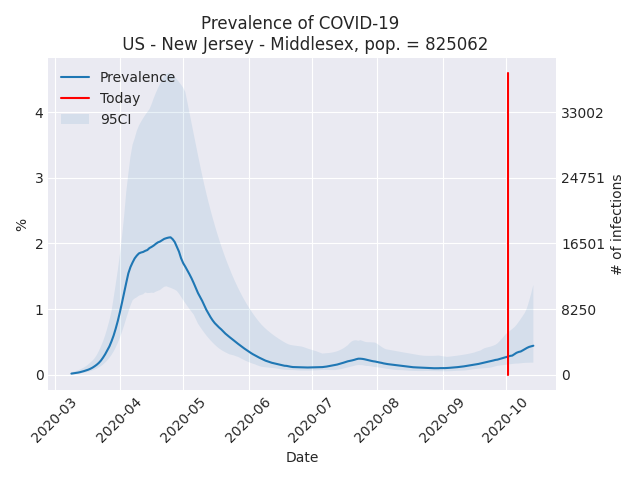 Prevalence of COVID-19
US - New Jersey - Middlesex, pop. = 825062
Prevalence
Today
95CI
%
4
3
2
1
0
33002
24751
16501
8250
0
# of infections
2020-03
2020-04
2020-05
2020-06
2020-07
2020-08
2020-09
2020-10
Date